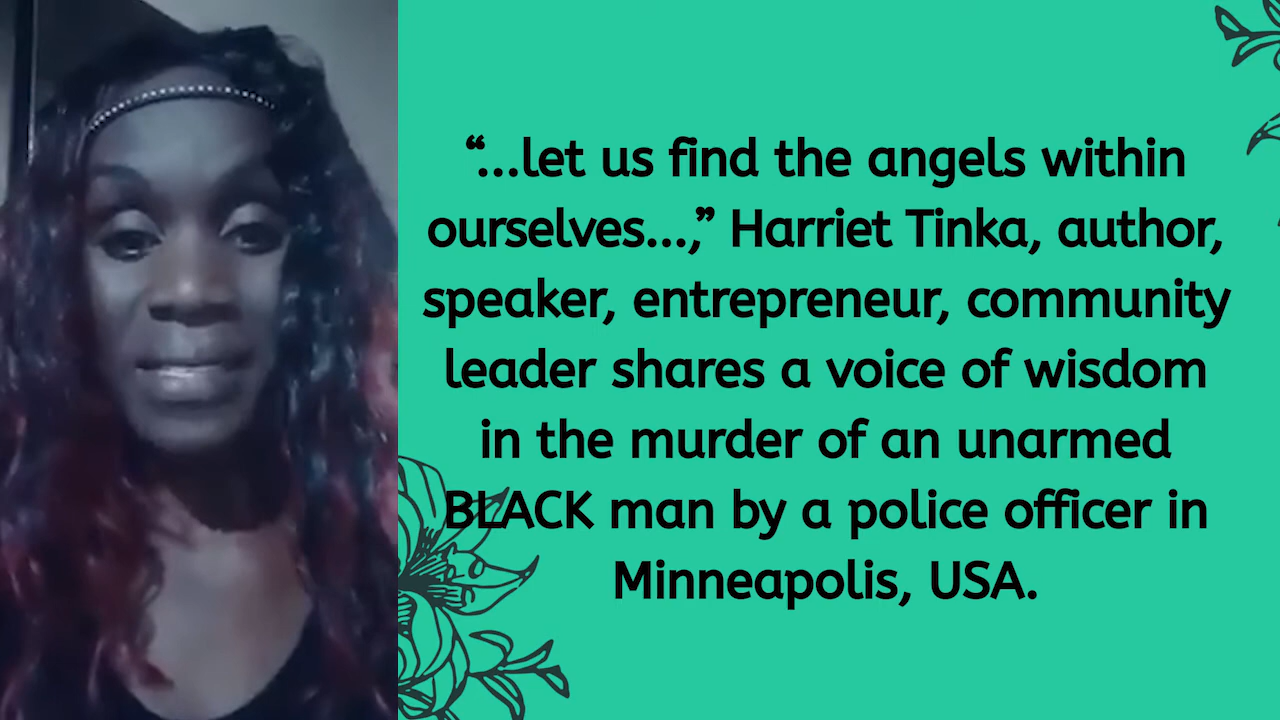 “...let us find the angels within
ourselves...,” Harriet Tinka, author,
speaker, entrepreneur, community
leader shares a voice of wisdom
in the murder of an unarmed
BLACK man by a police officer in
Minneapolis, USA.